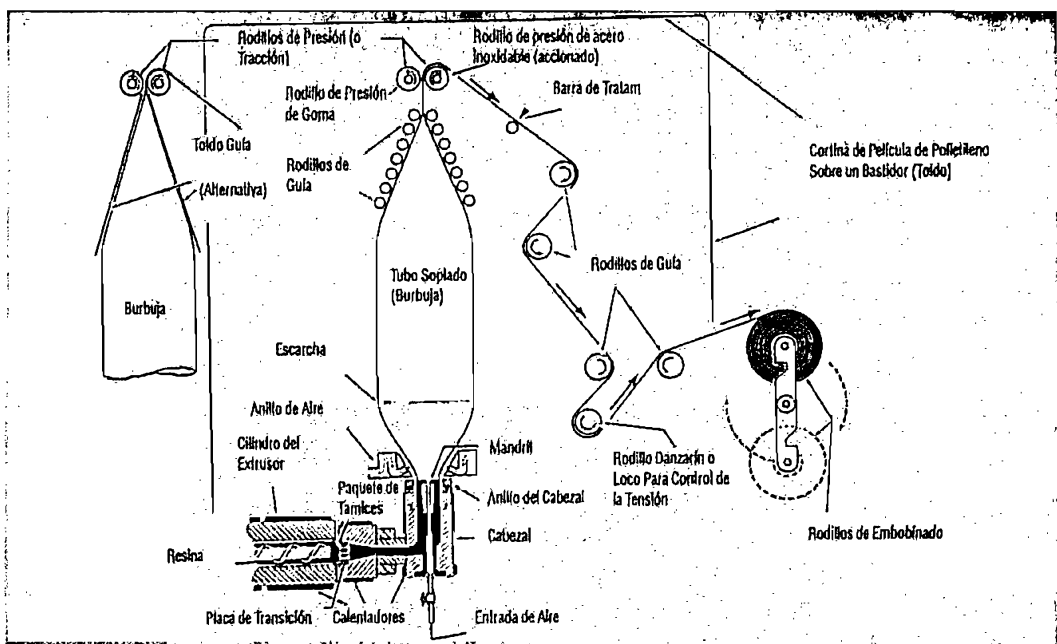 Rodillos de Presión (o
Tracción)
Rodillo de presión de acero
Inoxidable (accionado)
Rodillo de Presión
de Goma
Barra de Tratam
Toldo Guía
Cortina de Película de Polietileno
Sobre un Bastidor (Toldo)
Rodillos de
Guía
(Alternativa)
Rodillos de Guía
Burbuja
Tubo Soplado
(Burbuja)
Escarcha
Anillo de Aire
Cilindro del
Extrusor
Mandril
Paquete de
Tamices
Anillo del Cabezal
Rodillo Danzarín o
Loco Para Control de
la Tensión
Cabezal
Rodillos de Embobinado
Resina
Placa de Transición
Calentadores
Entrada de Aire